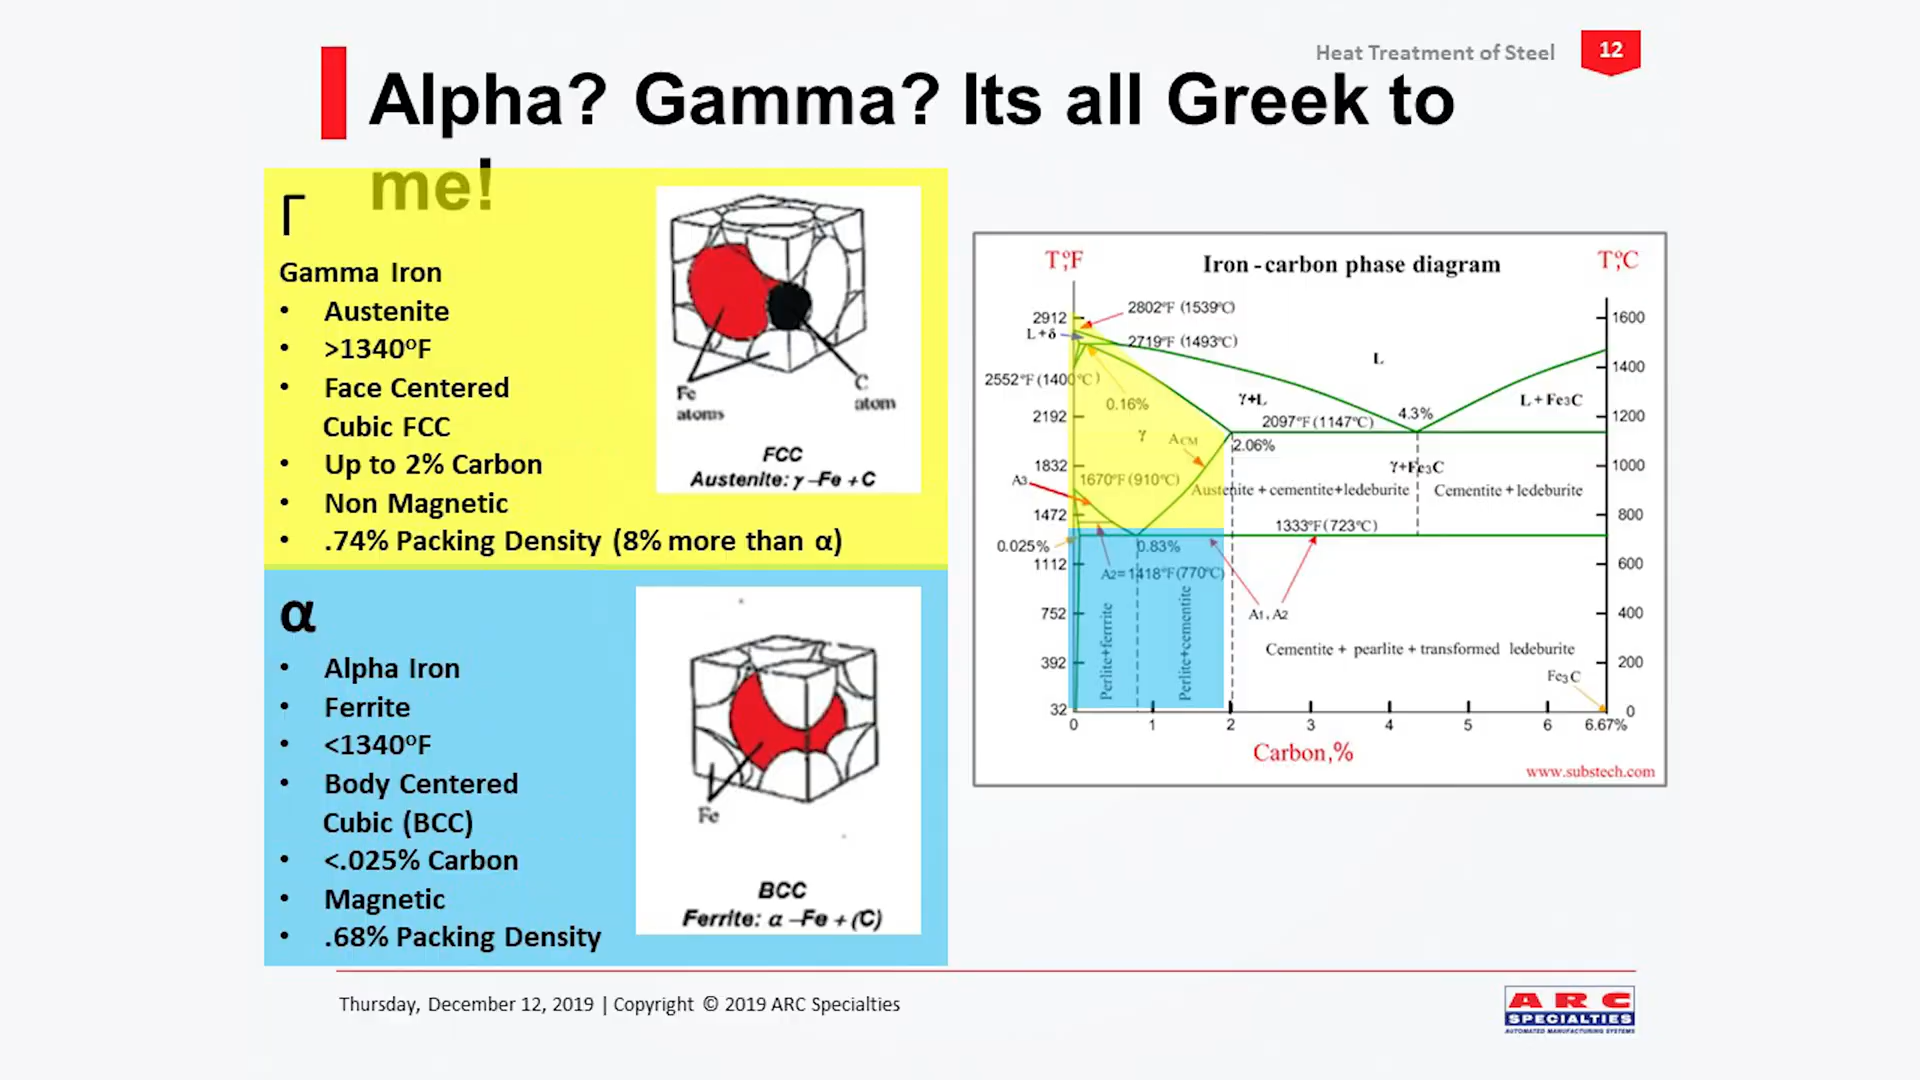 Heat Treatment of Steel
12
Alpha? Gamma? Its all Greek to
me!
Γ
Gamma Iron
• Austenite
• >1340ºF
• Face Centered
Cubic FCC
• Up to 2% Carbon
• Non Magnetic
• .74% Packing Density (8% more than α)
Fe
atoms
C
atom
FCC
Austenite: γ –Fe + C
α
• Alpha Iron
• Ferrite
• <1340ºF
• Body Centered
Cubic (BCC)
• <.025% Carbon
• Magnetic
• .68% Packing Density
Fe
BCC
Ferrite: α –Fe + (C)
T,ºF
Iron - carbon phase diagram
T,ºC
2802ºF (1539ºC)
2912
1600
L + δ
2719ºF (1493ºC)
L
2552ºF (1400ºC)
1400
0.16%
γ+L
L + Fe3C
2192
2097ºF (1147ºC)
4.3%
1200
γ
ACM
2.06%
1832
γ+Fe3C
1000
A3
1670ºF (910ºC)
Austenite + cementite+ledeburite
Cementite + ledeburite
1472
1333ºF (723ºC)
800
0.025%
0.83%
1112
A2= 1418ºF (770ºC)
600
752
A1, A2
400
Perlite+ferrrite
Perlite+cementite
Cementite + pearlite + transformed ledeburite
392
200
Fe3C
32
0
0 1 2 3 4 5 6 6.67%
Carbon,%
www.substech.com
Thursday, December 12, 2019 | Copyright © 2019 ARC Specialties
ARC
SPECIALTIES
AUTOMATED MANUFACTURING SYSTEMS